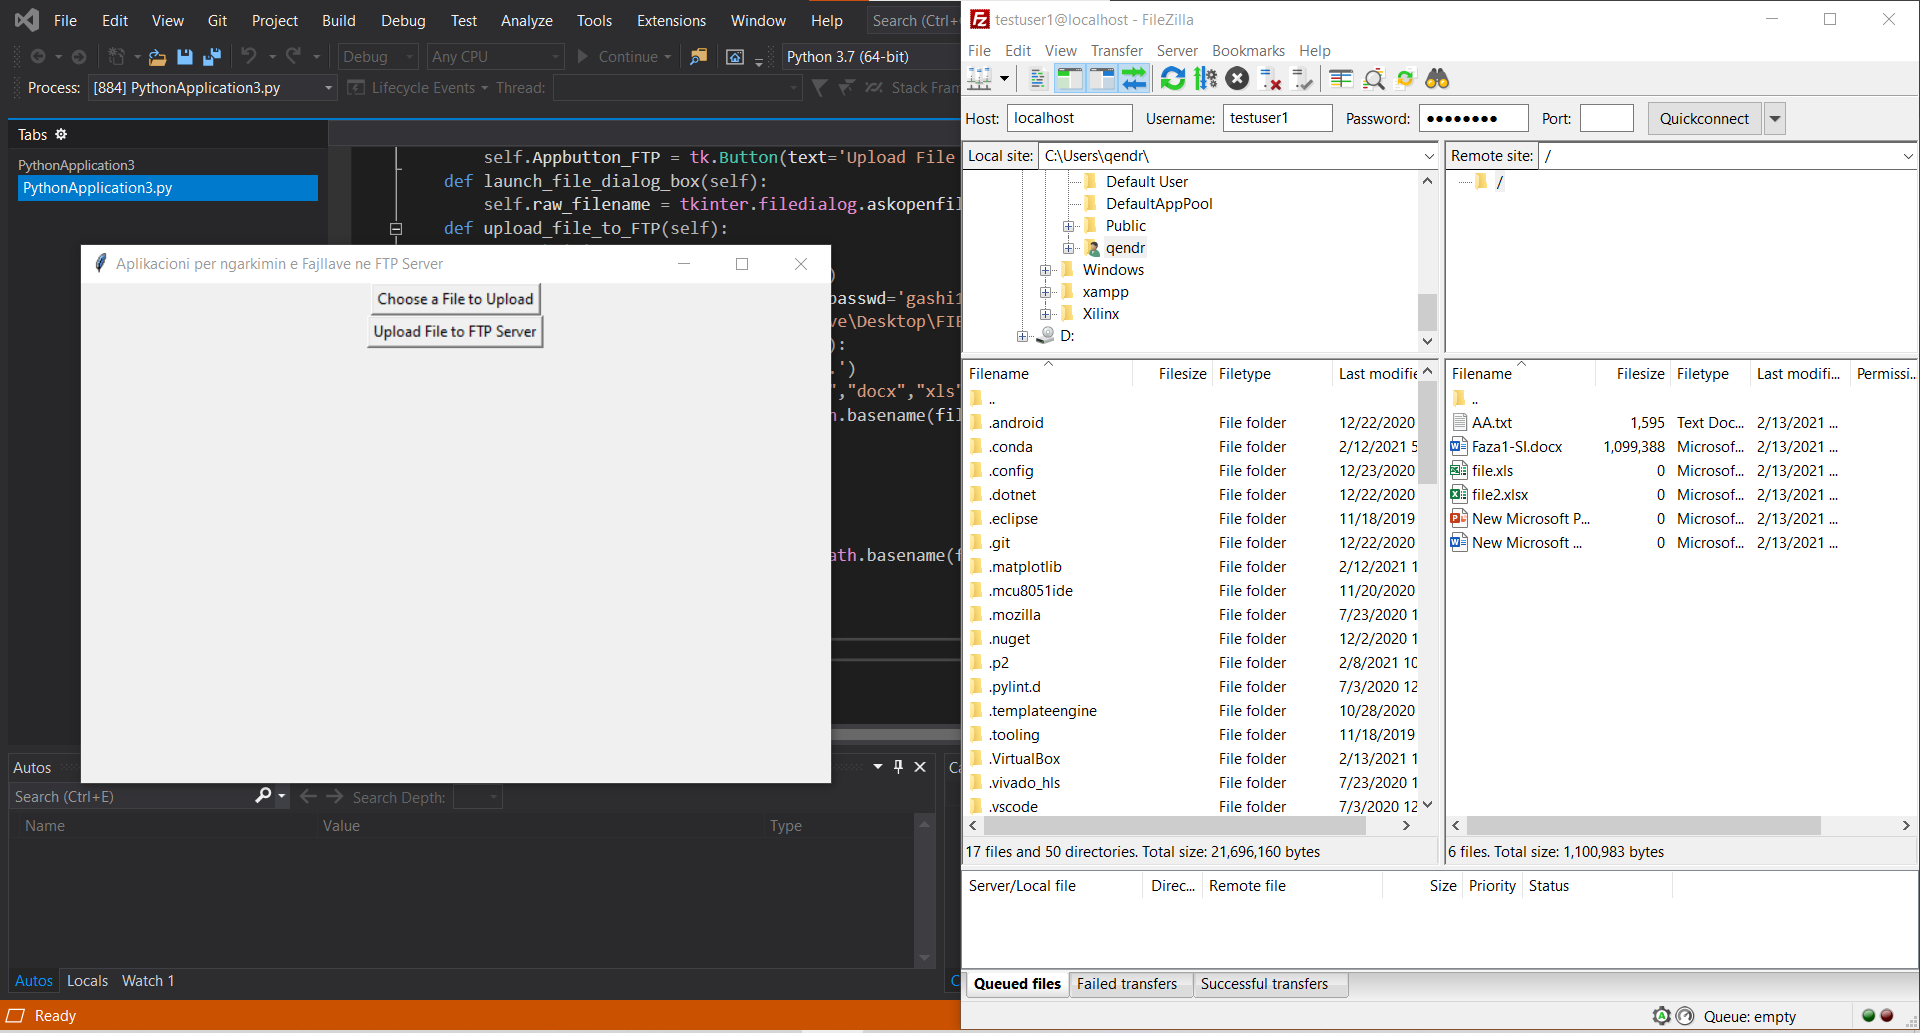 File Edit View Git Project Build Debug Test Analyze Tools Extensions Window Help Search (Ctrl+
Debug Any CPU Continue Python 3.7 (64-bit)
Process: [884] PythonApplication3.py Lifecycle Events Thread: Stack Fram
Tabs
PythonApplication3
PythonApplication3.py
self.Appbutton_FTP = tk.Button(text='Upload File
def launch_file_dialog_box(self):
self.raw_filename = tkinter.filedialog.askopenfil
def upload_file_to_FTP(self):
)
passwd='gashi1
ve\Desktop\FIE
):
.')
","docx","xls"
.basename(fil
ath.basename(f
Aplikacioni per ngarkimin e Fajllave ne FTP Server
Choose a File to Upload
Upload File to FTP Server
Autos
Search (Ctrl+E) Search Depth:
Name Value Type
Autos Locals Watch 1
Ca
C
Ready
testuser1@localhost - FileZilla
File Edit View Transfer Server Bookmarks Help
Host: localhost Username: testuser1 Password: ●●●●●●●● Port: Quickconnect
Local site: C:\Users\qendr\
Default User
DefaultAppPool
Public
qendr
Windows
xampp
Xilinx
D:
Filename Filesize Filetype Last modifie
..
.android File folder 12/22/2020
.conda File folder 2/12/2021 5
.config File folder 12/23/2020
.dotnet File folder 12/22/2020
.eclipse File folder 11/18/2019
.git File folder 12/22/2020
.matplotlib File folder 2/12/2021 1
.mcu8051ide File folder 11/20/2020
.mozilla File folder 7/23/2020 1
.nuget File folder 12/2/2020 1
.p2 File folder 2/8/2021 10
.pylint.d File folder 7/3/2020 12
.templateengine File folder 10/28/2020
.tooling File folder 11/18/2019
.VirtualBox File folder 2/13/2021 1
.vivado_hls File folder 7/23/2020 1
.vscode File folder 7/3/2020 12
17 files and 50 directories. Total size: 21,696,160 bytes
Remote site: /
/
Filename Filesize Filetype Last modifi... Permissi...
..
AA.txt 1,595 Text Doc... 2/13/2021 ...
Faza1-SI.docx 1,099,388 Microsof... 2/13/2021 ...
file.xls 0 Microsof... 2/13/2021 ...
file2.xlsx 0 Microsof... 2/13/2021 ...
New Microsoft P... 0 Microsof... 2/13/2021 ...
New Microsoft ... 0 Microsof... 2/13/2021 ...
6 files. Total size: 1,100,983 bytes
Server/Local file Direc... Remote file Size Priority Status
Queued files Failed transfers Successful transfers
Queue: empty